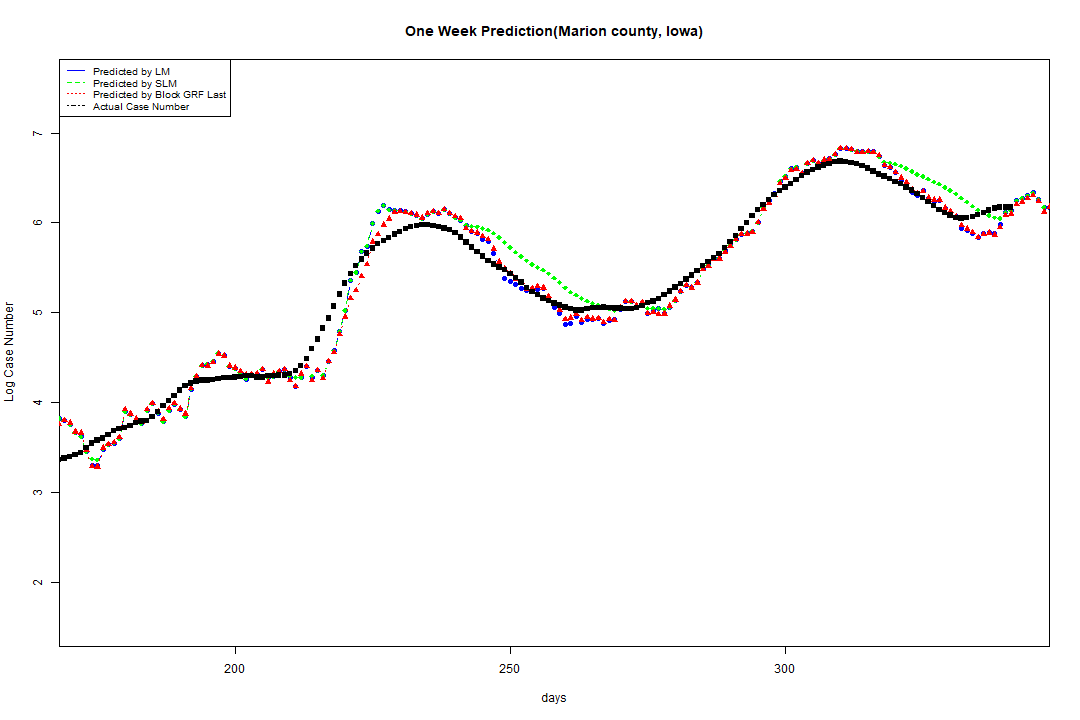 One Week Prediction(Marion county, Iowa)
Predicted by LM
Predicted by SLM
Predicted by Block GRF Last
Actual Case Number
7
6
5
4
3
2
Log Case Number
200 250 300
days